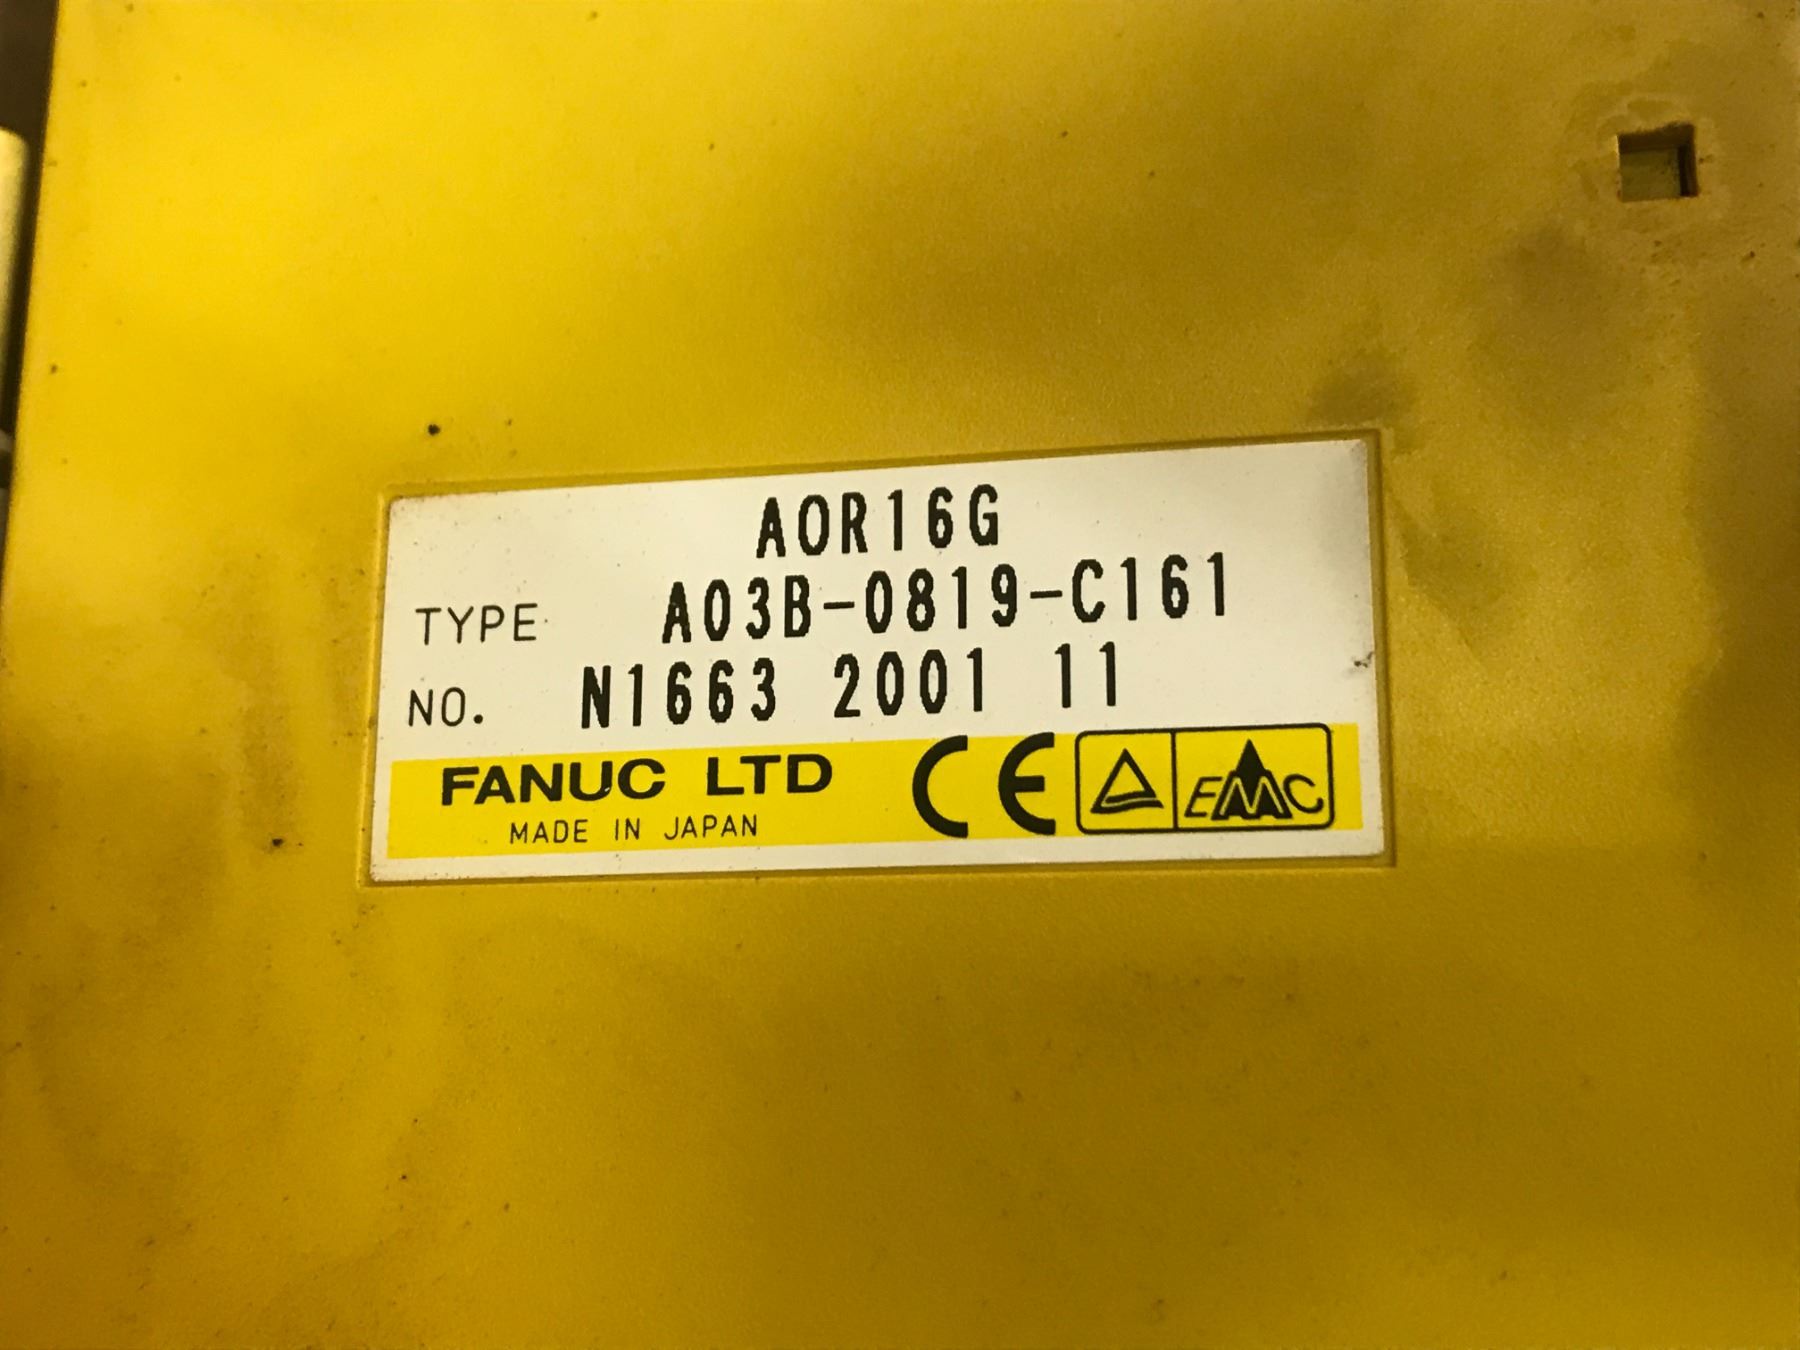 AOR16G
TYPE A03B-0819-C161
NO. N1663 2001 11
FANUC LTD CE EMC
MADE IN JAPAN